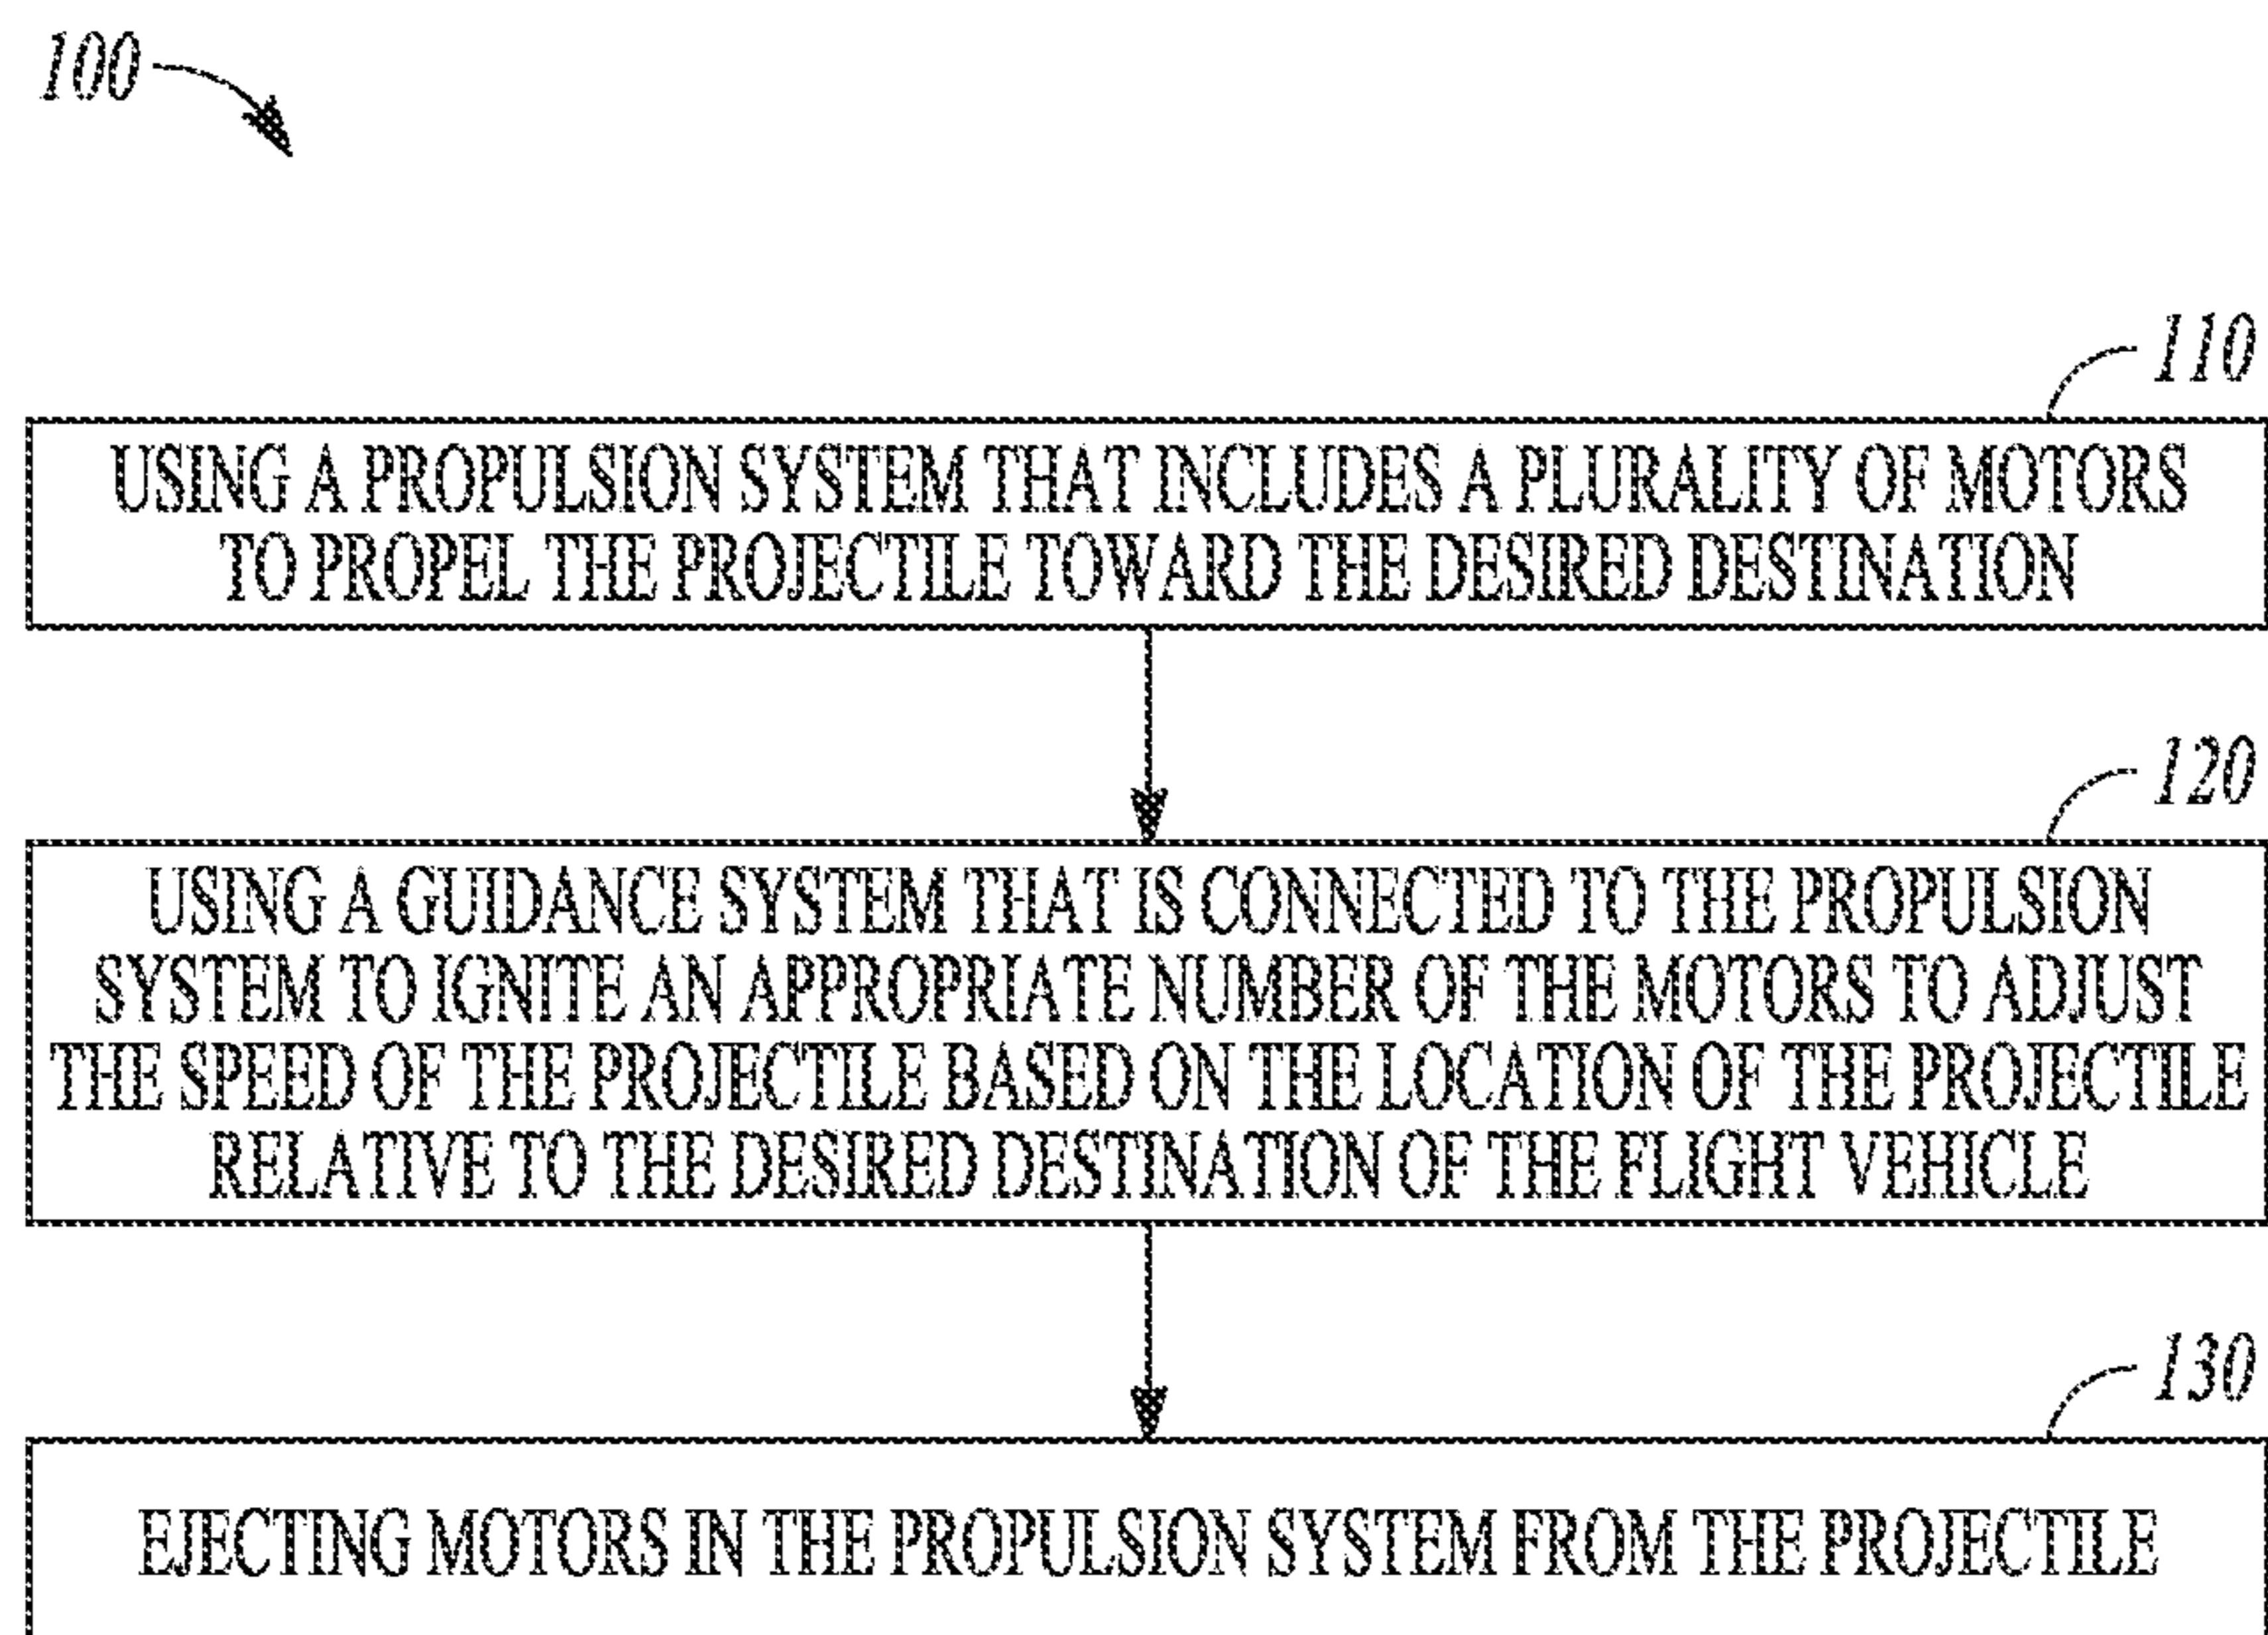 100
110
USING A PROPULSION SYSTEM THAT INCLUDES A PLURALITY OF MOTORS
TO PROPEL THE PROJECTILE TOWARD THE DESIRED DESTINATION
120
USING A GUIDANCE SYSTEM THAT IS CONNECTED TO THE PROPULSION
SYSTEM TO IGNITE AN APPROPRIATE NUMBER OF THE MOTORS TO ADJUST
THE SPEED OF THE PROJECTILE BASED ON THE LOCATION OF THE PROJECTILE
RELATIVE TO THE DESIRED DESTINATION OF THE FLIGHT VEHICLE
130
EJECTING MOTORS IN THE PROPULSION SYSTEM FROM THE PROJECTILE